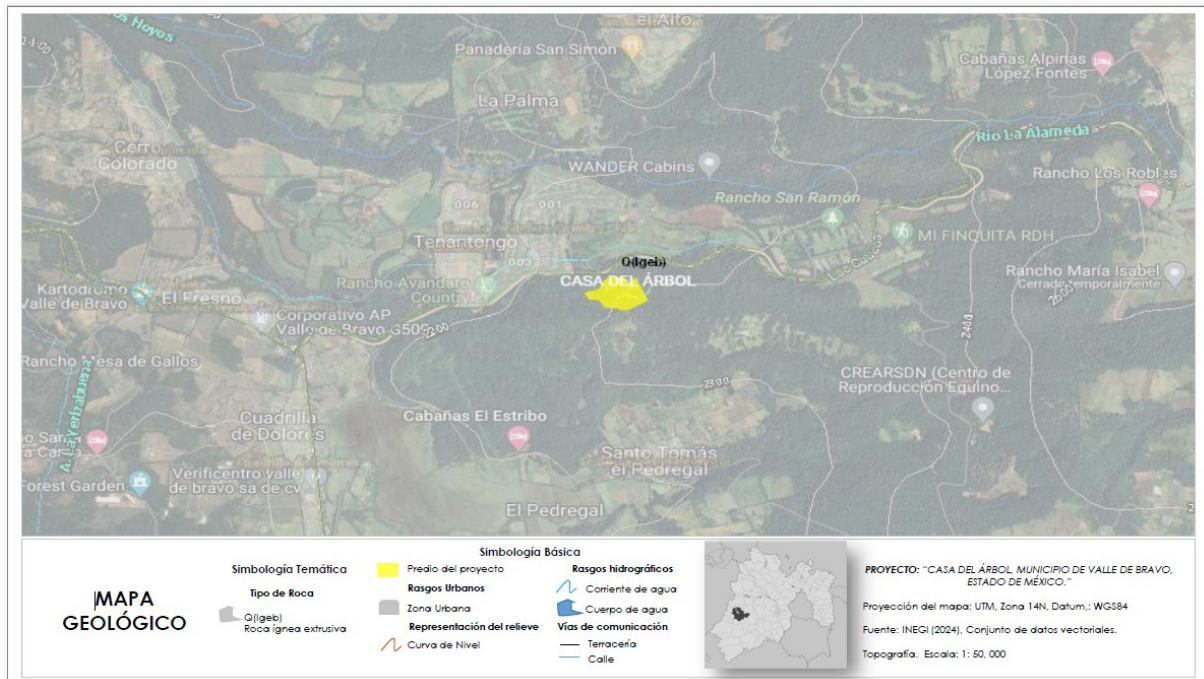 El Alto
Panadería San Simón
Cabañas Alpinas
López Fontes
La Palma
Río La Alameda
Cerro
Colorado
WANDER Cabins
Rancho Los Robles
006
001
Rancho San Ramón
Tenantongo
003
MI FINQUITA RDH
Q(Igeb)
CASA DEL ÁRBOL
Rancho Avandaro
Country
Rancho María Isabel
Cerrado temporalmente
Kartodromo
Valle de Bravo
El Fresno
Corporativo AP
Valle de Bravo
2200
2400
2500
Rancho Mesa de Gallos
2300
CREARSDN (Centro de
Reproducción Equino...
A. La Yerbabuena
Cabañas El Estribo
Cuadrilla
de Dolores
Santo Tomás
el Pedregal
Verificentro valle
de bravo sa de cv
Forest Garden
El Pedregal
MAPA
GEOLÓGICO
Simbología Temática
Tipo de Roca
Q(Igeb)
Roca ígnea extrusiva
Simbología Básica
Predio del proyecto
Rasgos Urbanos
Zona Urbana
Representación del relieve
Curva de Nivel
Rasgos hidrográficos
Corriente de agua
Cuerpo de agua
Vías de comunicación
Terracería
Calle
PROYECTO: "CASA DEL ÁRBOL, MUNICIPIO DE VALLE DE BRAVO,
ESTADO DE MÉXICO."
Proyección del mapa: UTM, Zona 14N, Datum,: WGS84
Fuente: INEGI (2024), Conjunto de datos vectoriales.
Topografía. Escala: 1: 50, 000